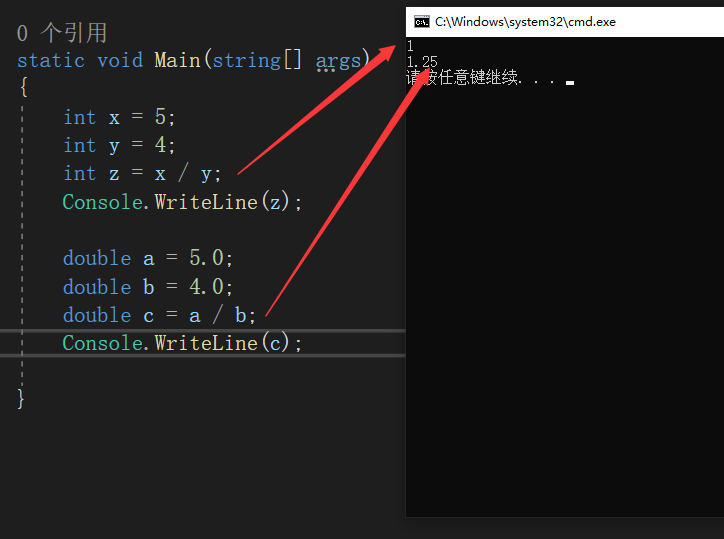 0 个引用
static void Main(string[] args)
{
int x = 5;
int y = 4;
int z = x / y;
Console.WriteLine(z);
double a = 5.0;
double b = 4.0;
double c = a / b;
Console.WriteLine(c);
}
C:\Windows\system32\cmd.exe
1
1.25
请按任意键继续. . .